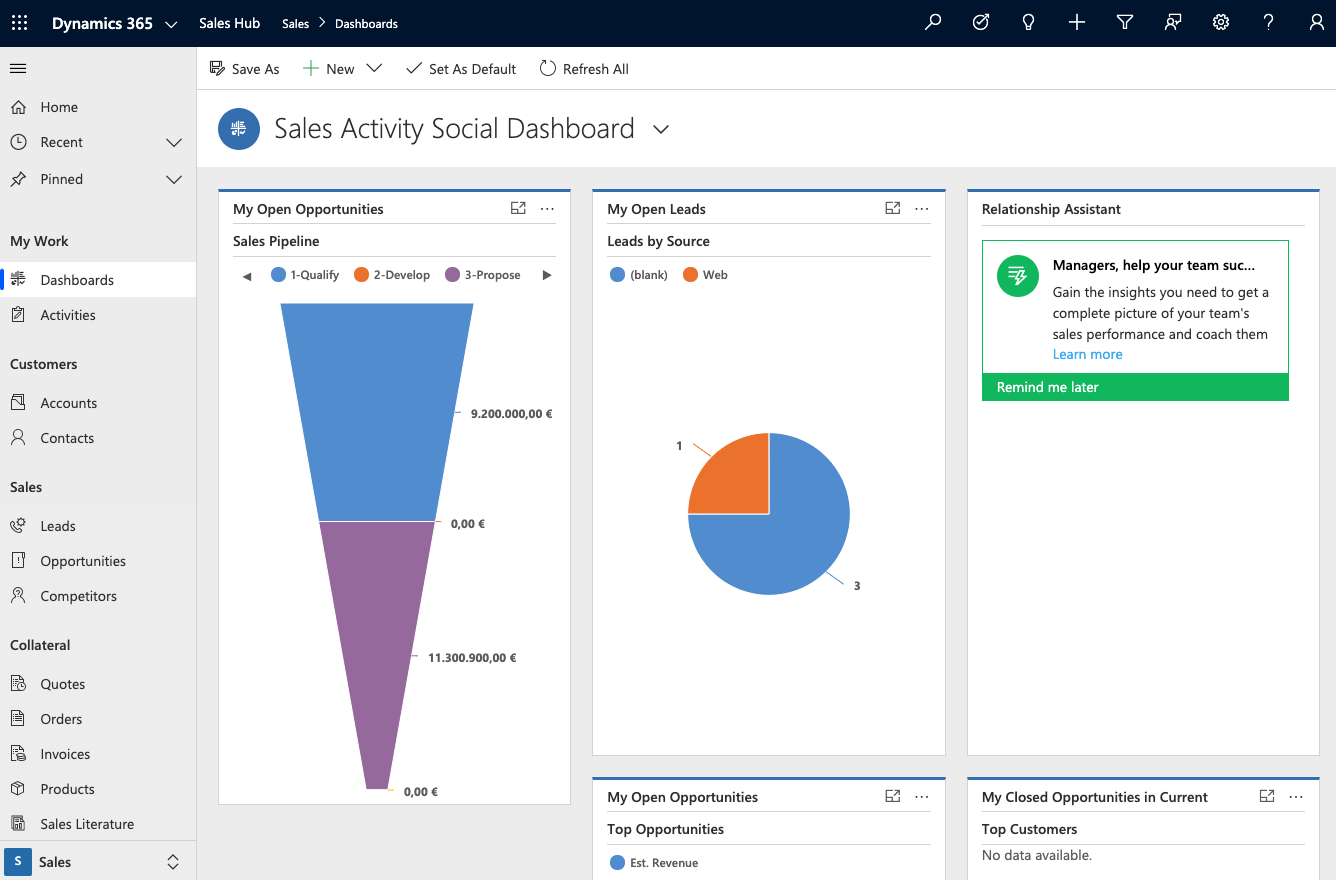 Dynamics 365
Sales Hub
Sales
Dashboards
Save As
New
Set As Default
Refresh All
Home
Recent
Pinned
My Work
Dashboards
Activities
Customers
Accounts
Contacts
Sales
Leads
Opportunities
Competitors
Collateral
Quotes
Orders
Invoices
Products
Sales Literature
S
Sales
Sales Activity Social Dashboard
My Open Opportunities
Sales Pipeline
1-Qualify
2-Develop
3-Propose
9.200.000,00 €
0,00 €
11.300.900,00 €
0,00 €
My Open Leads
Leads by Source
(blank)
Web
1
3
Relationship Assistant
Managers, help your team suc...
Gain the insights you need to get a
complete picture of your team's
sales performance and coach them
Learn more
Remind me later
My Open Opportunities
Top Opportunities
Est. Revenue
My Closed Opportunities in Current
Top Customers
No data available.